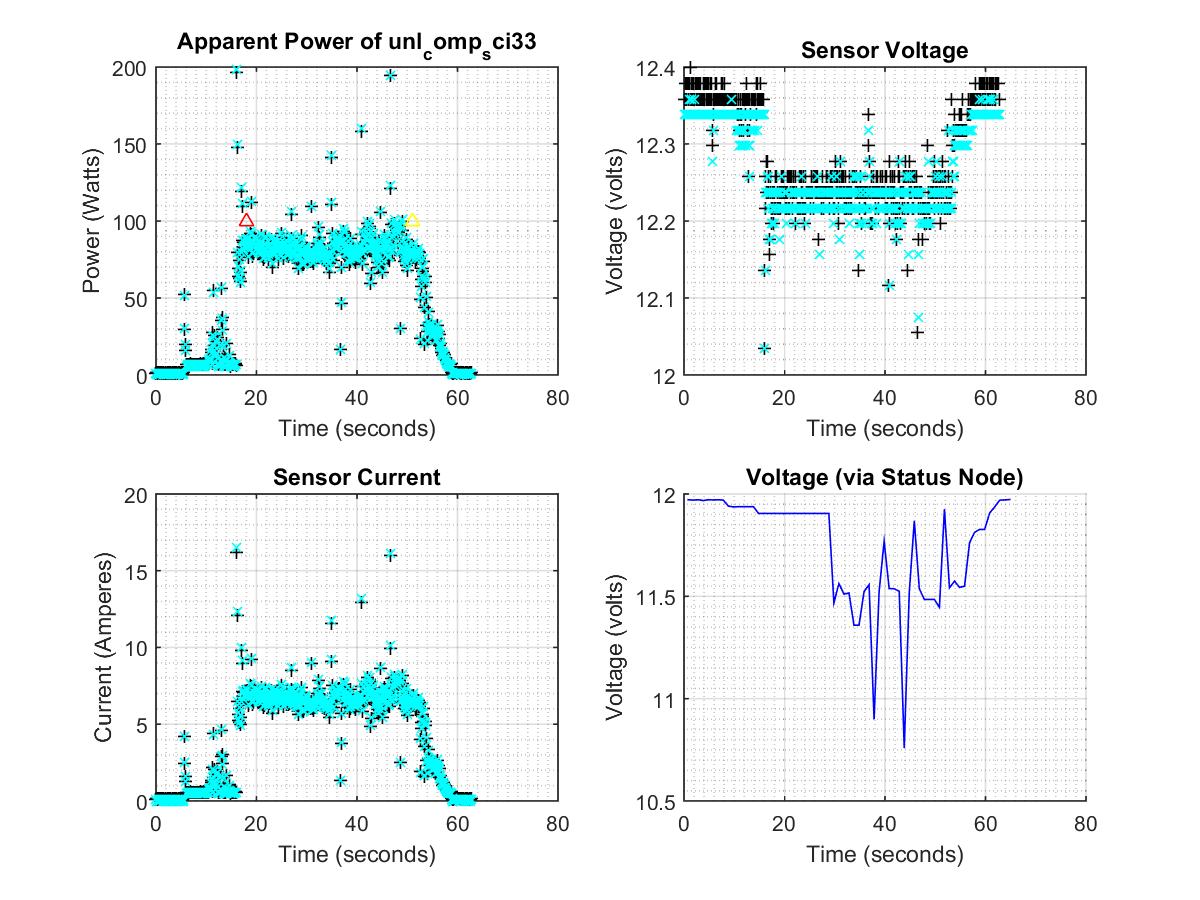 Apparent Power of unl_comp_sci33
200
150
100
50
0
0 20 40 60 80
Power (Watts)
Time (seconds)
Sensor Voltage
12.4
12.3
12.2
12.1
12
0 20 40 60 80
Voltage (volts)
Time (seconds)
Sensor Current
20
15
10
5
0
0 20 40 60 80
Current (Amperes)
Time (seconds)
Voltage (via Status Node)
12
11.5
11
10.5
0 20 40 60 80
Voltage (volts)
Time (seconds)